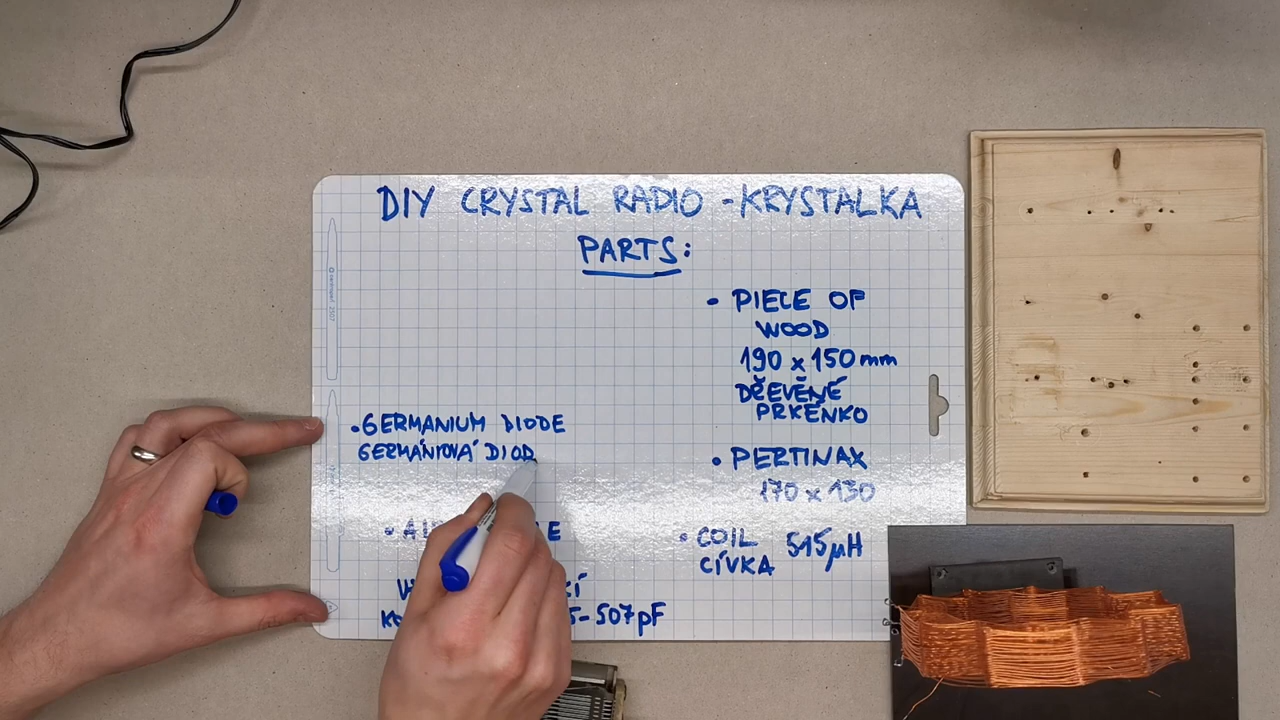 DIY CRYSTAL RADIO - KRYSTALKA
PARTS:
• PIECE OF
WOOD
190 x 150 mm
DŘEVĚNÉ
PRKÉNKO
• GERMANIUM DIODE
GERMÁNIOVÁ DIOD
• PERTINAX
170 x 130
• COIL 515µH
CÍVKA
507pF